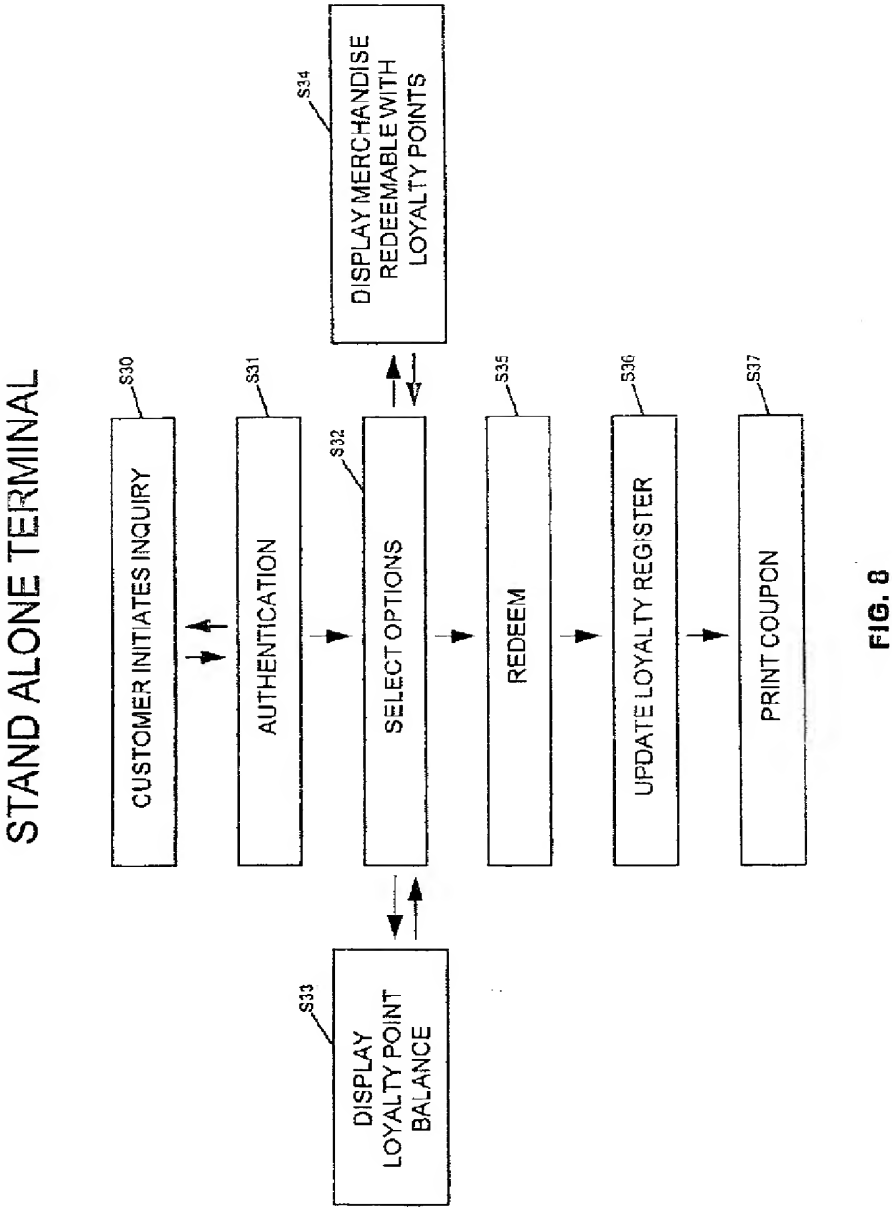 STAND ALONE TERMINAL
CUSTOMER INITIATES INQUIRY
S30
AUTHENTICATION
S31
SELECT OPTIONS
S32
DISPLAY
LOYALTY POINT
BALANCE
S33
DISPLAY MERCHANDISE
REDEEMABLE WITH
LOYALTY POINTS
S34
REDEEM
S35
UPDATE LOYALTY REGISTER
S36
PRINT COUPON
S37
FIG. 8